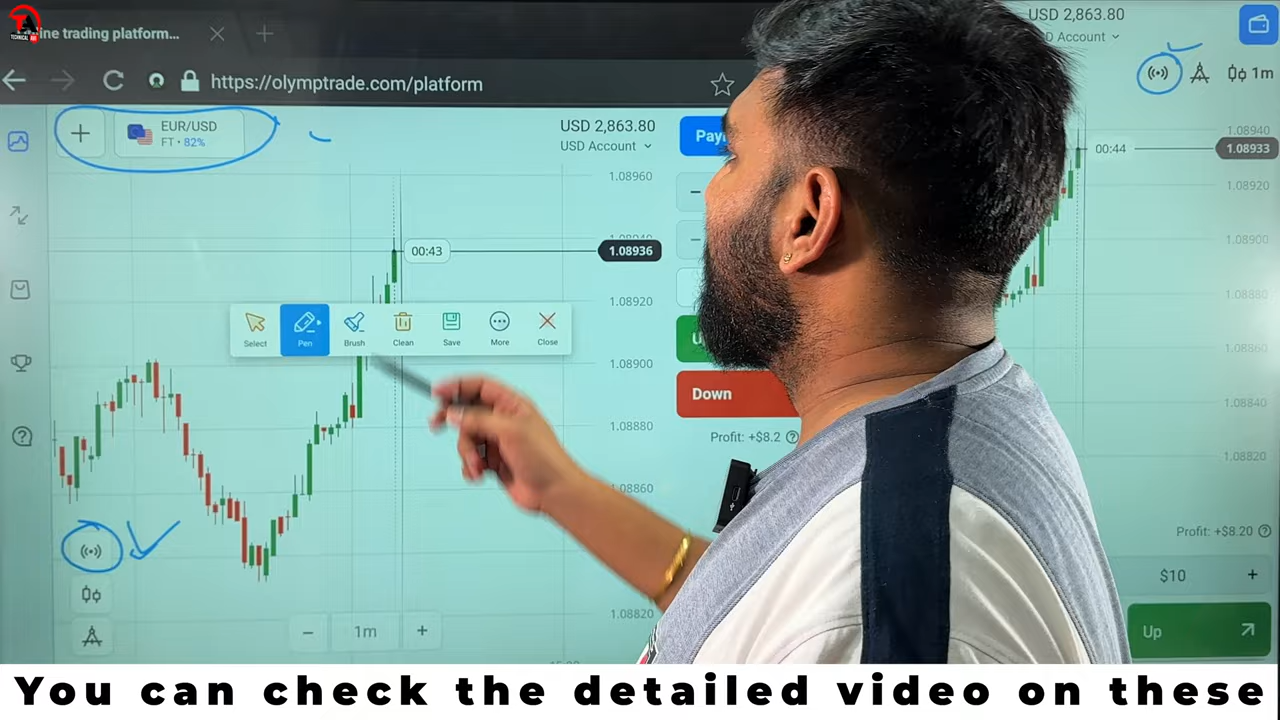 ine trading platform...
TECHNICAL
https://olymptrade.com/platform
EUR/USD
FT • 82%
USD 2,863.80
USD Account
Pay
1.08960
00:43
1.08936
1.08920
Select
Pen
Brush
Clean
Save
More
Close
1.08900
1.08880
1.08860
1.08820
Down
Profit: +$8.2
1m
USD 2,863.80
D Account
1m
1.08940
00:44
1.08933
1.08920
1.08900
1.08880
1.08860
1.08840
1.08820
Profit: +$8.20
$10
Up
You can check the detailed video on these